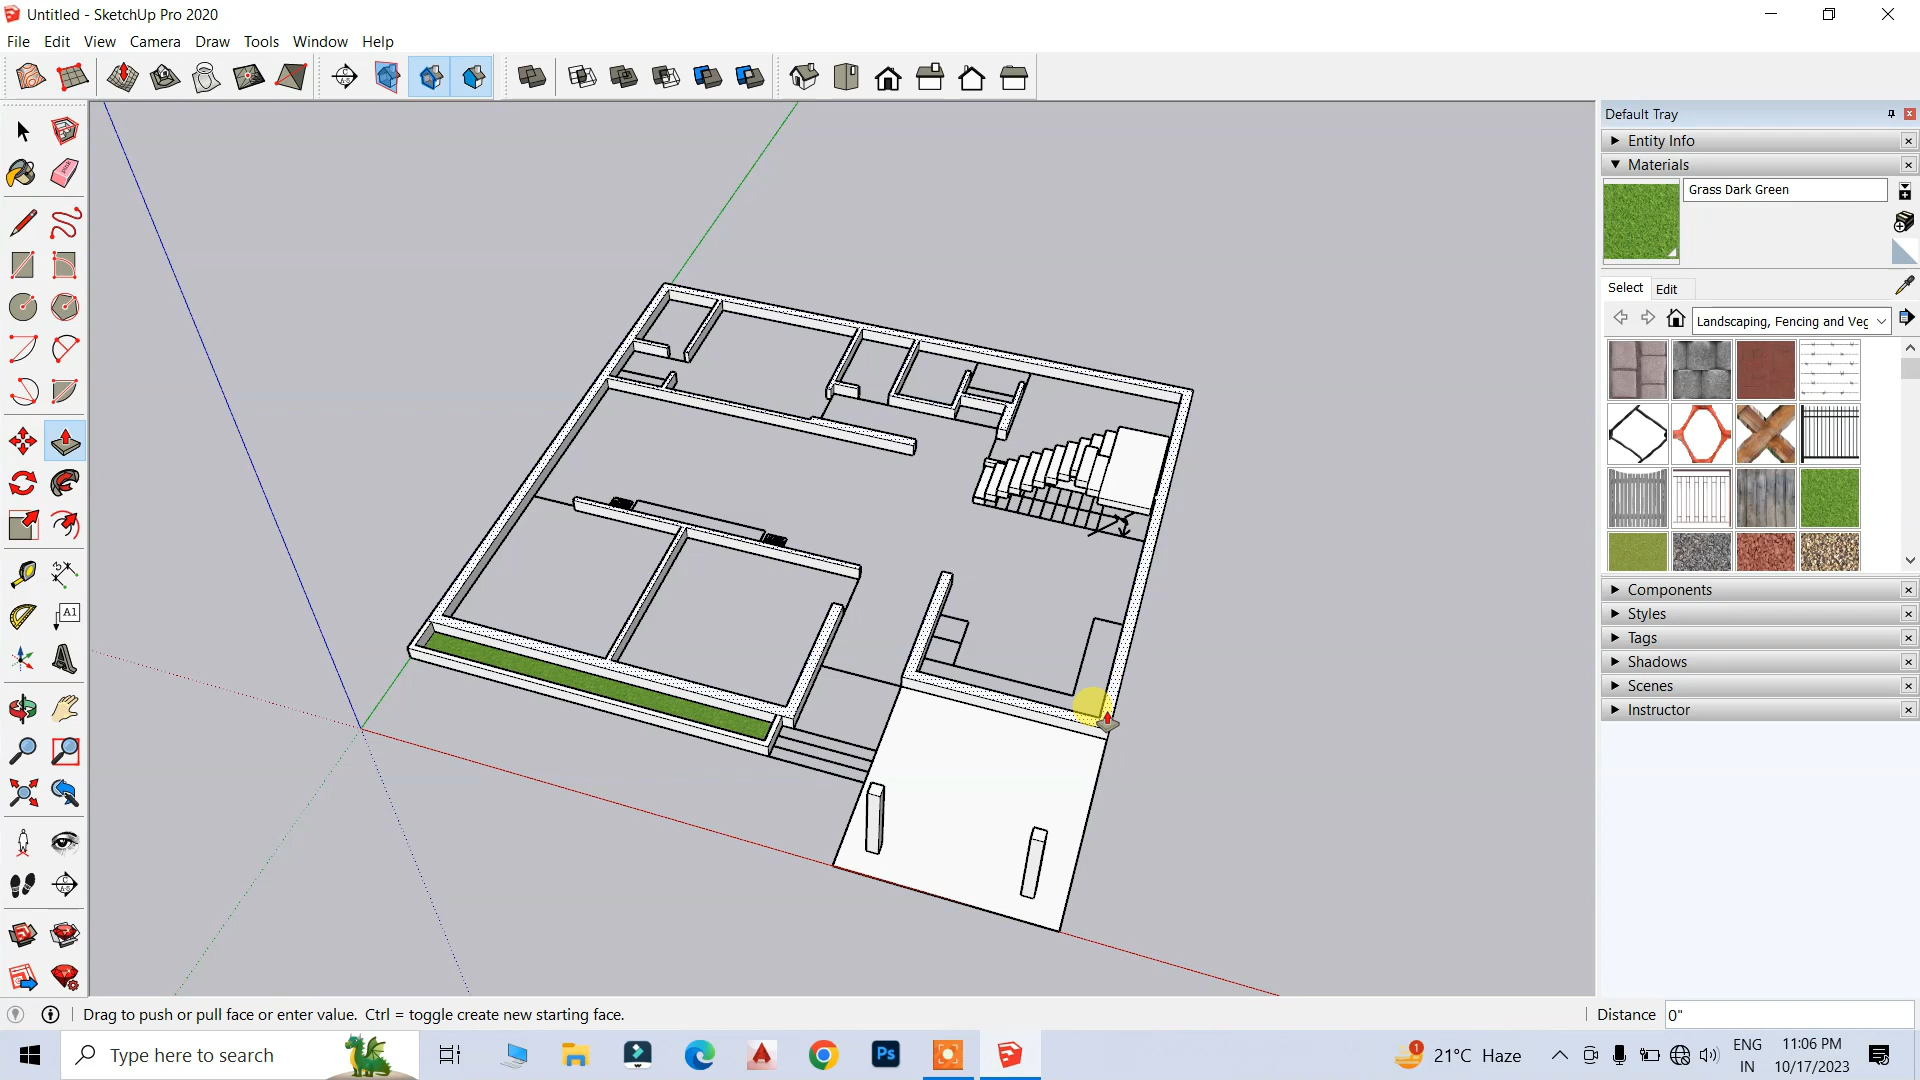 Untitled - SketchUp Pro 2020
File Edit View Camera Draw Tools Window Help
Default Tray
Entity Info
Materials
Grass Dark Green
Select Edit
Landscaping, Fencing and Veg
Components
Styles
Tags
Shadows
Scenes
Instructor
A1
Drag to push or pull face or enter value. Ctrl = toggle create new starting face.
Distance 0"
Type here to search
Ps
1
21°C Haze
ENG
IN
11:06 PM
10/17/2023